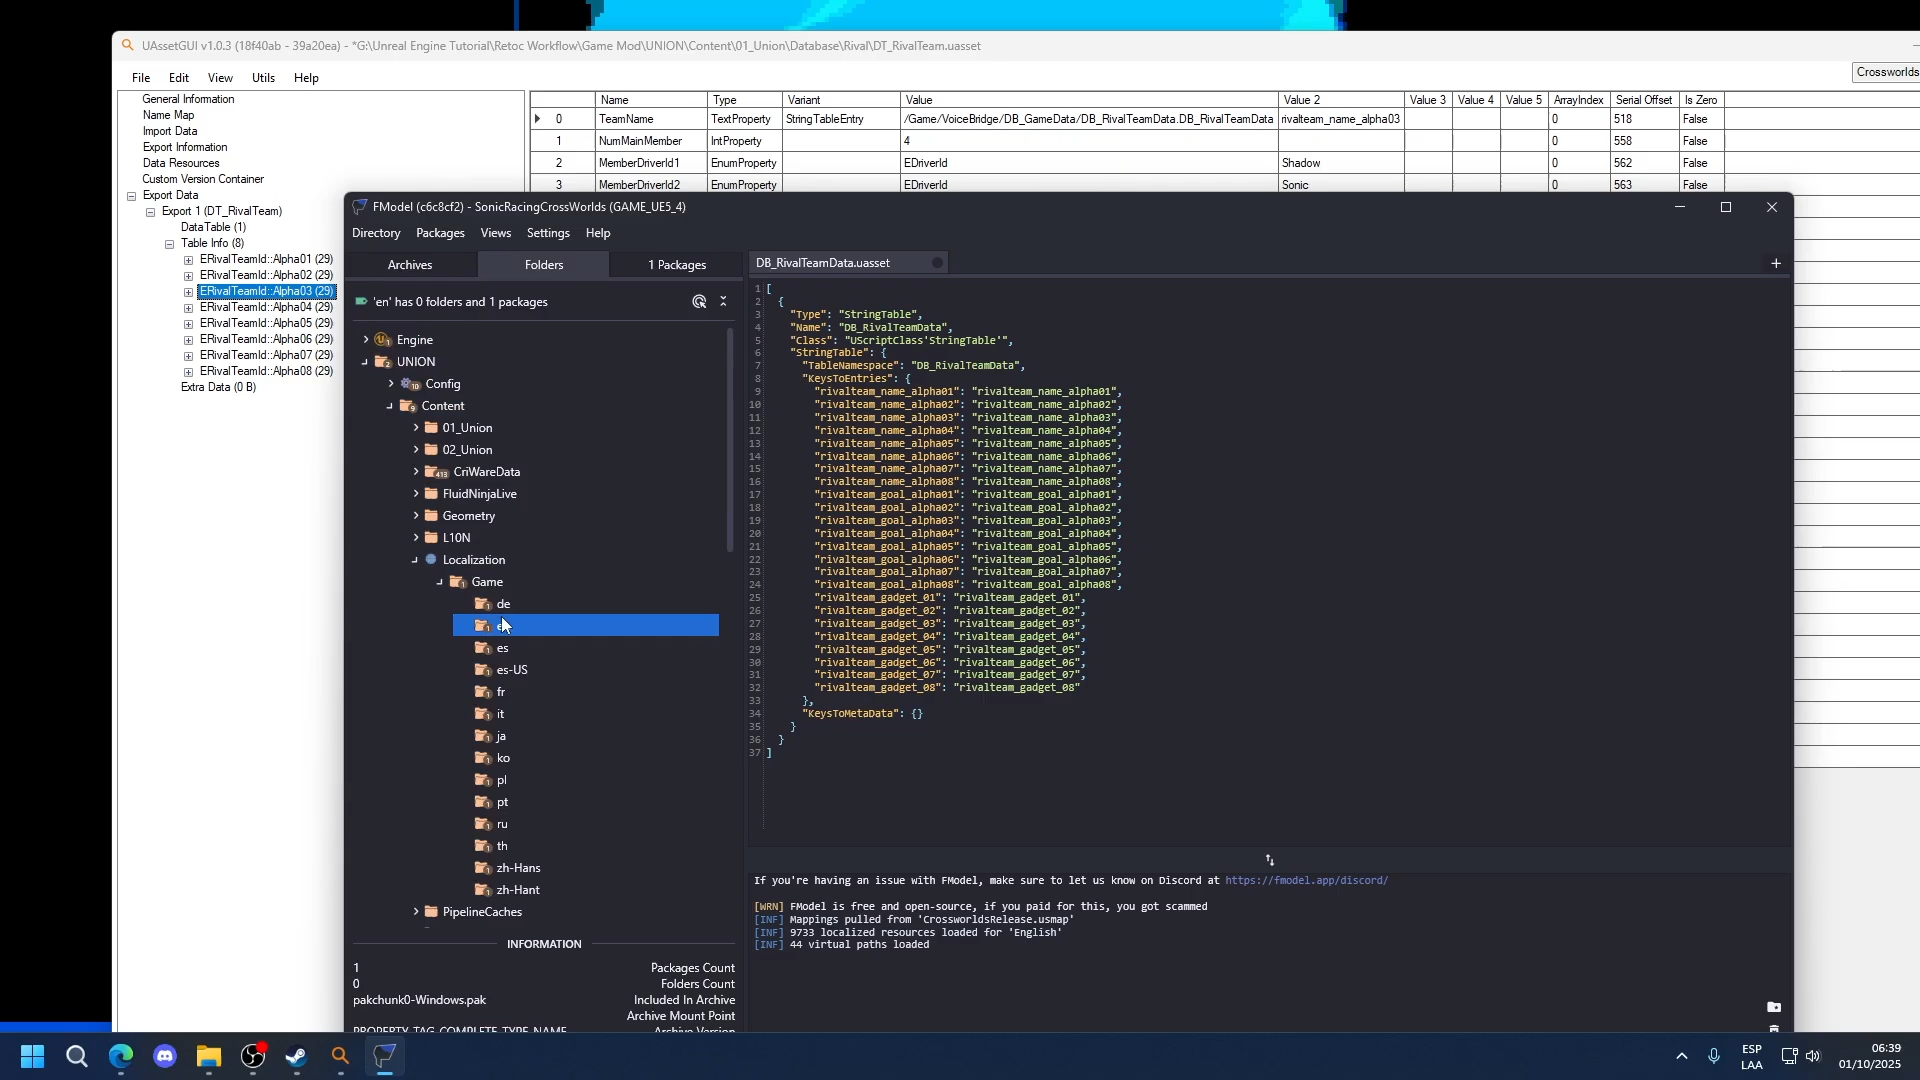 UAssetGUI v1.0.3 (18f40ab - 39a20ea) - *G:\Unreal Engine Tutorial\Retoc Workflow\Game Mod\UNION\Content\01_Union\Database\Rival\DT_RivalTeam.uasset
File Edit View Utils Help
Crossworlds
General Information
Name Map
Import Data
Export Information
Data Resources
Custom Version Container
Export Data
Export 1 (DT_RivalTeam)
DataTable (1)
Table Info (8)
ERivalTeamId::Alpha01 (29)
ERivalTeamId::Alpha02 (29)
ERivalTeamId::Alpha03 (29)
ERivalTeamId::Alpha04 (29)
ERivalTeamId::Alpha05 (29)
ERivalTeamId::Alpha06 (29)
ERivalTeamId::Alpha07 (29)
ERivalTeamId::Alpha08 (29)
Extra Data (0 B)
Name Type Variant Value Value 2 Value 3 Value 4 Value 5 ArrayIndex Serial Offset Is Zero
0 TeamName TextProperty StringTableEntry /Game/VoiceBridge/DB_GameData/DB_RivalTeamData.DB_RivalTeamData rivalteam_name_alpha03 0 518 False
1 NumMainMember IntProperty 4 0 558 False
2 MemberDriverId1 EnumProperty EDriverId Shadow 0 562 False
3 MemberDriverId2 EnumProperty EDriverId Sonic 0 563 False
FModel (c6c8cf2) - SonicRacingCrossWorlds (GAME_UE5_4)
Directory Packages Views Settings Help
Archives Folders 1 Packages
'en' has 0 folders and 1 packages
Engine
UNION
Config
Content
01_Union
02_Union
CriWareData
FluidNinjaLive
Geometry
L10N
Localization
Game
de
es
es-US
fr
it
ja
ko
pl
pt
ru
th
zh-Hans
zh-Hant
PipelineCaches
INFORMATION
1 Packages Count
0 Folders Count
pakchunk0-Windows.pak Included In Archive
Archive Mount Point
PROPERTY_TAG_COMPLETE_TYPE_NAME Archive Version
DB_RivalTeamData.uasset
1 [
2 {
3 "Type": "StringTable",
4 "Name": "DB_RivalTeamData",
5 "Class": "UScriptClass'StringTable'",
6 "StringTable": {
7 "TableNamespace": "DB_RivalTeamData",
8 "KeysToEntries": {
9 "rivalteam_name_alpha01": "rivalteam_name_alpha01",
10 "rivalteam_name_alpha02": "rivalteam_name_alpha02",
11 "rivalteam_name_alpha03": "rivalteam_name_alpha03",
12 "rivalteam_name_alpha04": "rivalteam_name_alpha04",
13 "rivalteam_name_alpha05": "rivalteam_name_alpha05",
14 "rivalteam_name_alpha06": "rivalteam_name_alpha06",
15 "rivalteam_name_alpha07": "rivalteam_name_alpha07",
16 "rivalteam_name_alpha08": "rivalteam_name_alpha08",
17 "rivalteam_goal_alpha01": "rivalteam_goal_alpha01",
18 "rivalteam_goal_alpha02": "rivalteam_goal_alpha02",
19 "rivalteam_goal_alpha03": "rivalteam_goal_alpha03",
20 "rivalteam_goal_alpha04": "rivalteam_goal_alpha04",
21 "rivalteam_goal_alpha05": "rivalteam_goal_alpha05",
22 "rivalteam_goal_alpha06": "rivalteam_goal_alpha06",
23 "rivalteam_goal_alpha07": "rivalteam_goal_alpha07",
24 "rivalteam_goal_alpha08": "rivalteam_goal_alpha08",
25 "rivalteam_gadget_01": "rivalteam_gadget_01",
26 "rivalteam_gadget_02": "rivalteam_gadget_02",
27 "rivalteam_gadget_03": "rivalteam_gadget_03",
28 "rivalteam_gadget_04": "rivalteam_gadget_04",
29 "rivalteam_gadget_05": "rivalteam_gadget_05",
30 "rivalteam_gadget_06": "rivalteam_gadget_06",
31 "rivalteam_gadget_07": "rivalteam_gadget_07",
32 "rivalteam_gadget_08": "rivalteam_gadget_08"
33 },
34 "KeysToMetaData": {}
35 }
36 }
37 ]
If you're having an issue with FModel, make sure to let us know on Discord at https://fmodel.app/discord/
[WRN] FModel is free and open-source, if you paid for this, you got scammed
[INF] Mappings pulled from 'CrossworldsRelease.usmap'
[INF] 9733 localized resources loaded for 'English'
[INF] 44 virtual paths loaded
ESP
LAA
06:39
01/10/2025